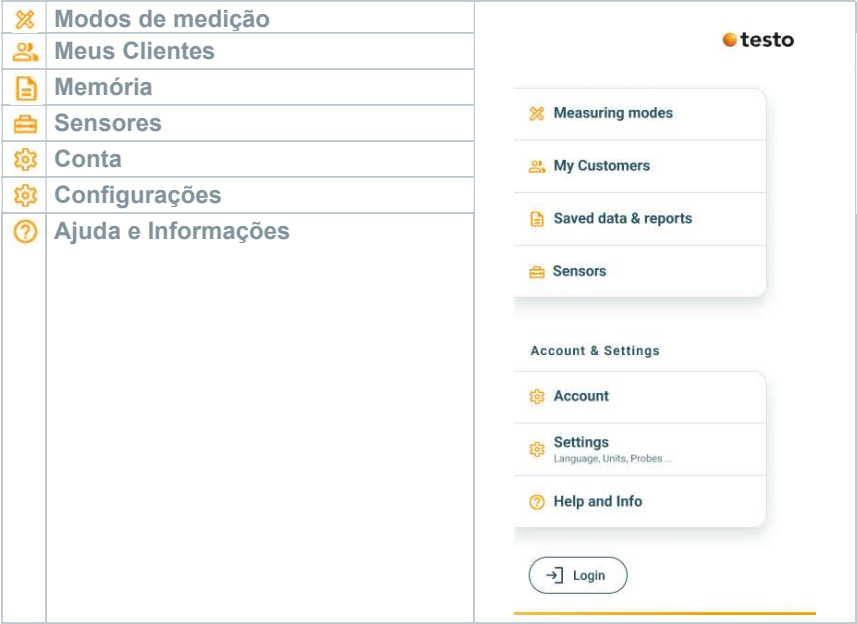 Modos de medição
Meus Clientes
Memória
Sensores
Conta
Configurações
Ajuda e Informações
testo
Measuring modes
My Customers
Saved data & reports
Sensors
Account & Settings
Account
Settings
Language, Units, Probes ...
Help and Info
Login